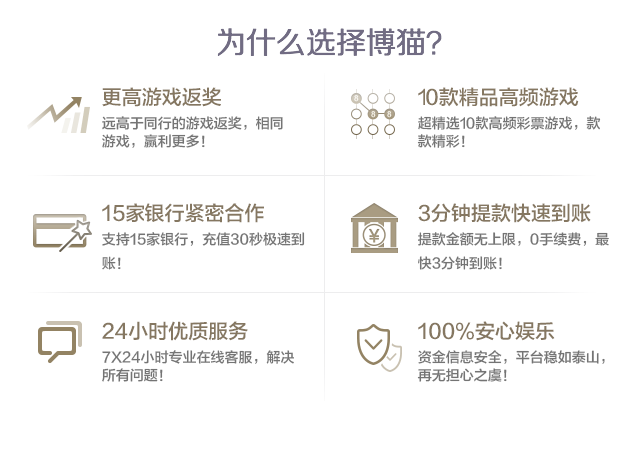 为什么选择博猫?
更高游戏返奖
远高于同行的游戏返奖，相同
游戏，赢利更多!
10款精品高频游戏
超精选10款高频彩票游戏，款
款精彩!
15家银行紧密合作
支持15家银行，充值30秒极速到
账!
3分钟提款快速到账
提款金额无上限，0手续费，最
快3分钟到账!
24小时优质服务
7X24小时专业在线客服，解决
所有问题!
100%安心娱乐
资金信息安全，平台稳如泰山，
再无担心之虞!